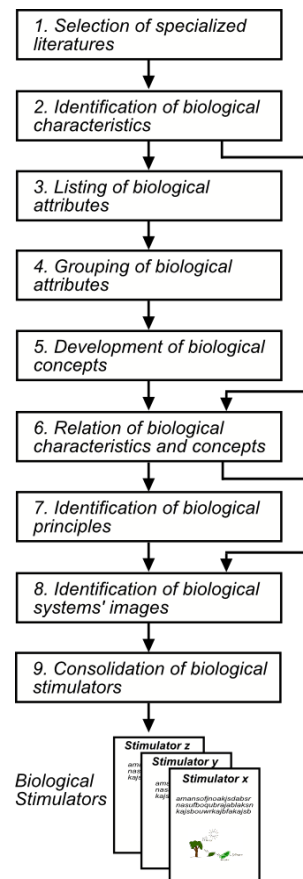 1. Selection of specialized
literatures
2. Identification of biological
characteristics
3. Listing of biological
attributes
4. Grouping of biological
attributes
5. Development of biological
concepts
6. Relation of biological
characteristics and concepts
7. Identification of biological
principles
8. Identification of biological
systems' images
9. Consolidation of biological
stimulators
Biological
Stimulators
Stimulator z
Stimulator y
Stimulator x
amansofjnoakjsdabsr
nasufboqubrajablaksn
kajsbouwrkajbfakajsb